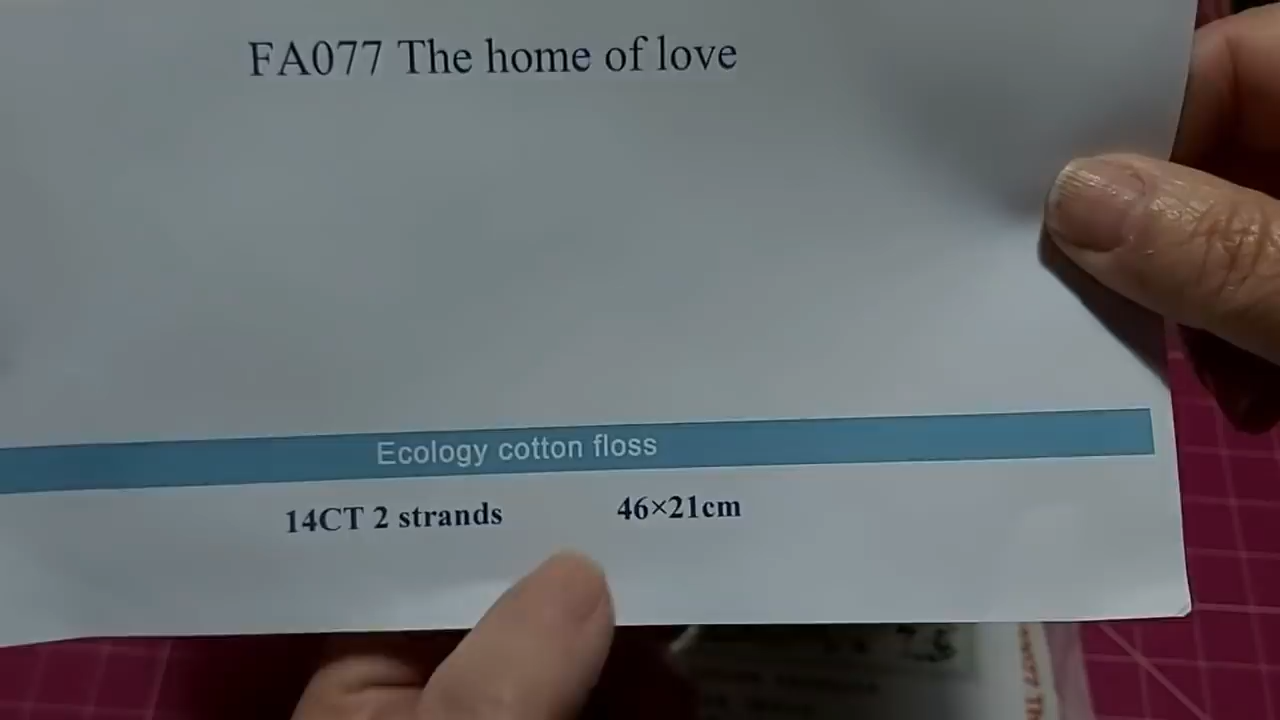 FA077 The home of love
Ecology cotton floss
14CT 2 strands 46×21cm